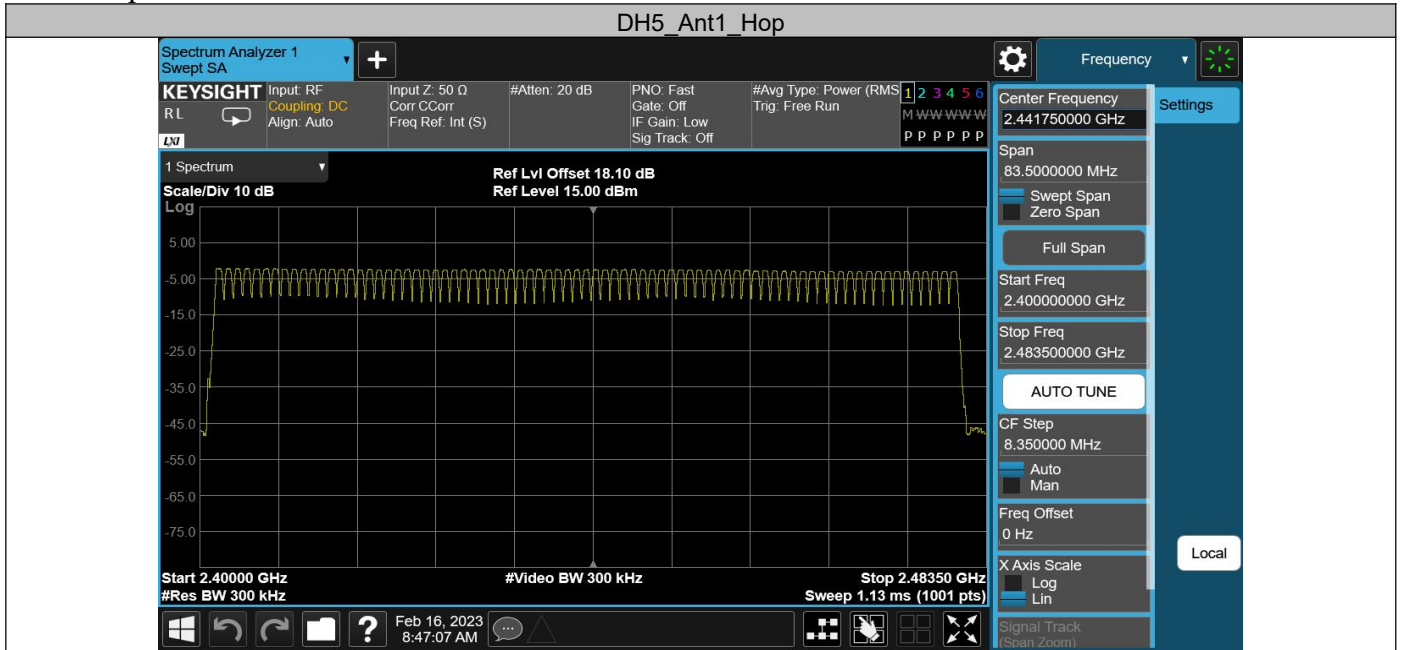 DH5_Ant1_Hop
Spectrum Analyzer 1
Swept SA
Frequency
KEYSIGHT
RL
LXI
Input: RF
Coupling: DC
Align: Auto
Input Z: 50 Ω
Corr CCorr
Freq Ref: Int (S)
#Atten: 20 dB
PNO: Fast
Gate: Off
IF Gain: Low
Sig Track: Off
#Avg Type: Power (RMS
Trig: Free Run
1 2 3 4 5 6
M W W W W W
P P P P P P
1 Spectrum
Scale/Div 10 dB
Log
Ref Lvl Offset 18.10 dB
Ref Level 15.00 dBm
5.00
-5.00
-15.0
-25.0
-35.0
-45.0
-55.0
-65.0
-75.0
Start 2.40000 GHz
#Res BW 300 kHz
#Video BW 300 kHz
Stop 2.48350 GHz
Sweep 1.13 ms (1001 pts)
Center Frequency
2.441750000 GHz
Settings
Span
83.5000000 MHz
Swept Span
Zero Span
Full Span
Start Freq
2.400000000 GHz
Stop Freq
2.483500000 GHz
AUTO TUNE
CF Step
8.350000 MHz
Auto
Man
Freq Offset
0 Hz
X Axis Scale
Log
Lin
Signal Track
(Span Zoom)
Local
?
Feb 16, 2023
8:47:07 AM